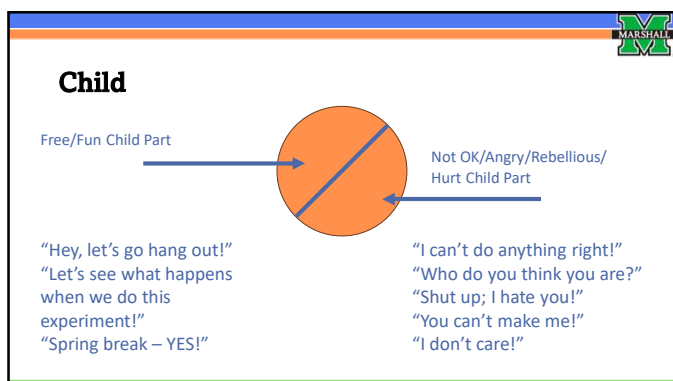 MARSHALL
Child
Free/Fun Child Part
Not OK/Angry/Rebellious/
Hurt Child Part
“Hey, let’s go hang out!”
“Let’s see what happens
when we do this
experiment!”
“Spring break – YES!”
“I can’t do anything right!”
“Who do you think you are?”
“Shut up; I hate you!”
“You can’t make me!”
“I don’t care!”